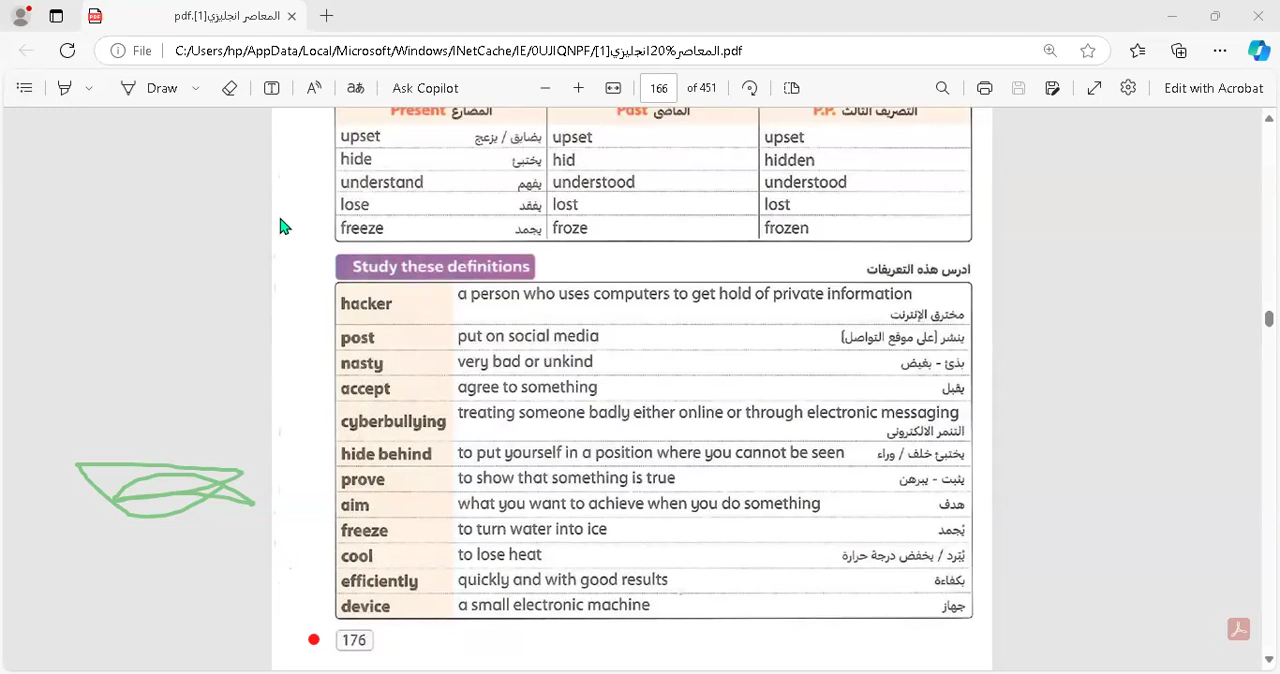 المعاصر انجليزي[1].pdf
File C:/Users/hp/AppData/Local/Microsoft/Windows/INetCache/IE/0UJIQNPF/المعاصر%20انجليزي[1].pdf
Draw Ask Copilot 166 of 451 Edit with Acrobat
Present المضارع Past الماضى P.P. التصريف الثالث
upset يضايق / يزعج upset upset
hide يختبئ hid hidden
understand يفهم understood understood
lose يفقد lost lost
freeze يجمد froze frozen
Study these definitions ادرس هذه التعريفات
hacker a person who uses computers to get hold of private information
مخترق الإنترنت
post put on social media ينشر (على موقع التواصل)
nasty very bad or unkind بذئ - بغيض
accept agree to something يقبل
cyberbullying treating someone badly either online or through electronic messaging
التنمر الالكترونى
hide behind to put yourself in a position where you cannot be seen يختبئ خلف / وراء
prove to show that something is true يثبت - يبرهن
aim what you want to achieve when you do something هدف
freeze to turn water into ice يُجمد
cool to lose heat يُبّرد / يخفض درجة حرارة
efficiently quickly and with good results بكفاءة
device a small electronic machine جهاز
176